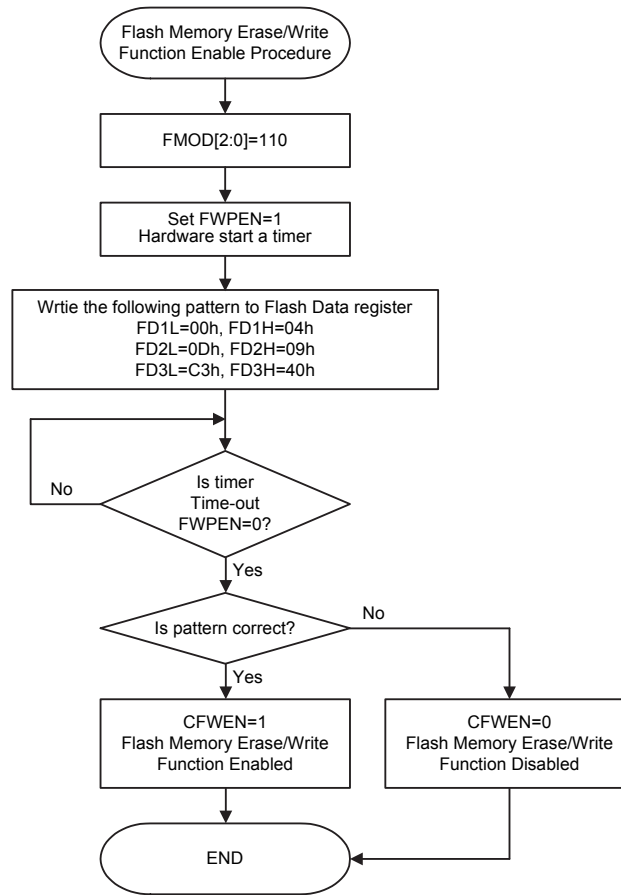 Flash Memory Erase/Write
Function Enable Procedure
FMOD[2:0]=110
Set FWPEN=1
Hardware start a timer
Wrtie the following pattern to Flash Data register
FD1L=00h, FD1H=04h
FD2L=0Dh, FD2H=09h
FD3L=C3h, FD3H=40h
Is timer
Time-out
FWPEN=0?
No
Yes
Is pattern correct?
No
Yes
CFWEN=1
Flash Memory Erase/Write
Function Enabled
CFWEN=0
Flash Memory Erase/Write
Function Disabled
END